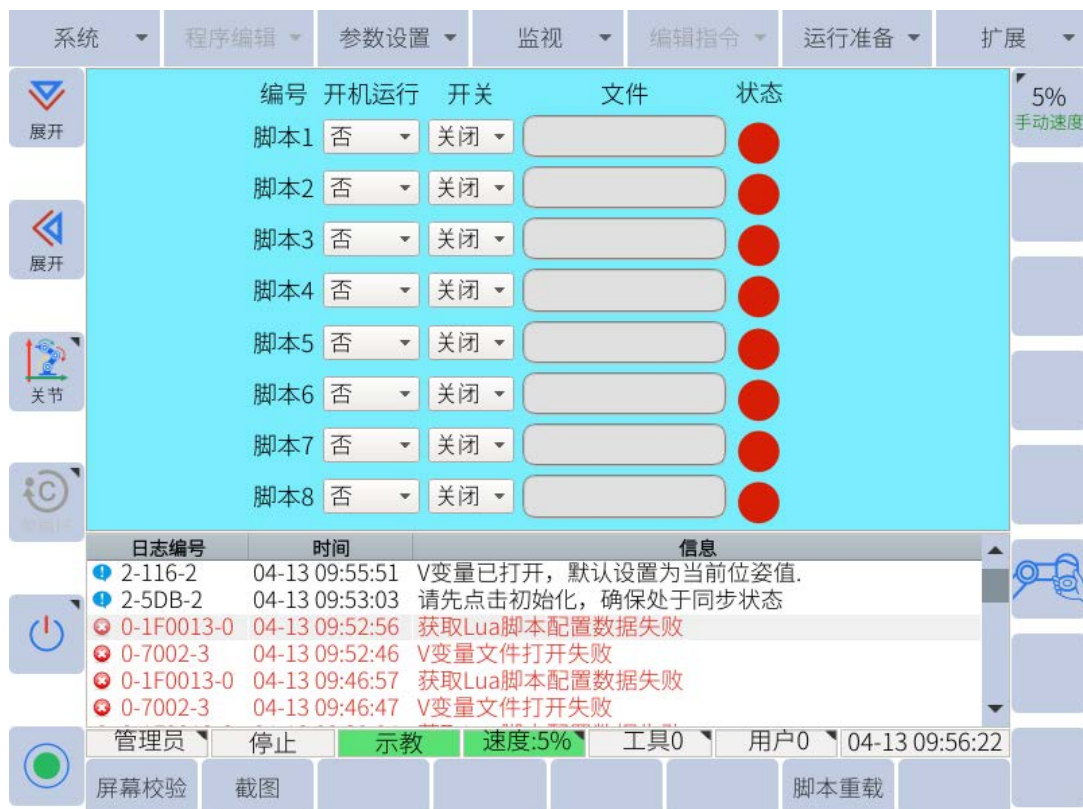 系统 程序编辑 参数设置 监视 编辑指令 运行准备 扩展
展开
展开
关节
5%
手动速度
编号 开机运行 开关 文件 状态
脚本1 否 关闭
脚本2 否 关闭
脚本3 否 关闭
脚本4 否 关闭
脚本5 否 关闭
脚本6 否 关闭
脚本7 否 关闭
脚本8 否 关闭
日志编号 时间 信息
2-116-2 04-13 09:55:51 V变量已打开，默认设置为当前位姿值.
2-5DB-2 04-13 09:53:03 请先点击初始化，确保处于同步状态
0-1F0013-0 04-13 09:52:56 获取Lua脚本配置数据失败
0-7002-3 04-13 09:52:46 V变量文件打开失败
0-1F0013-0 04-13 09:46:57 获取Lua脚本配置数据失败
0-7002-3 04-13 09:46:47 V变量文件打开失败
管理员 停止 示教 速度:5% 工具0 用户0 04-13 09:56:22
屏幕校验 截图 脚本重载